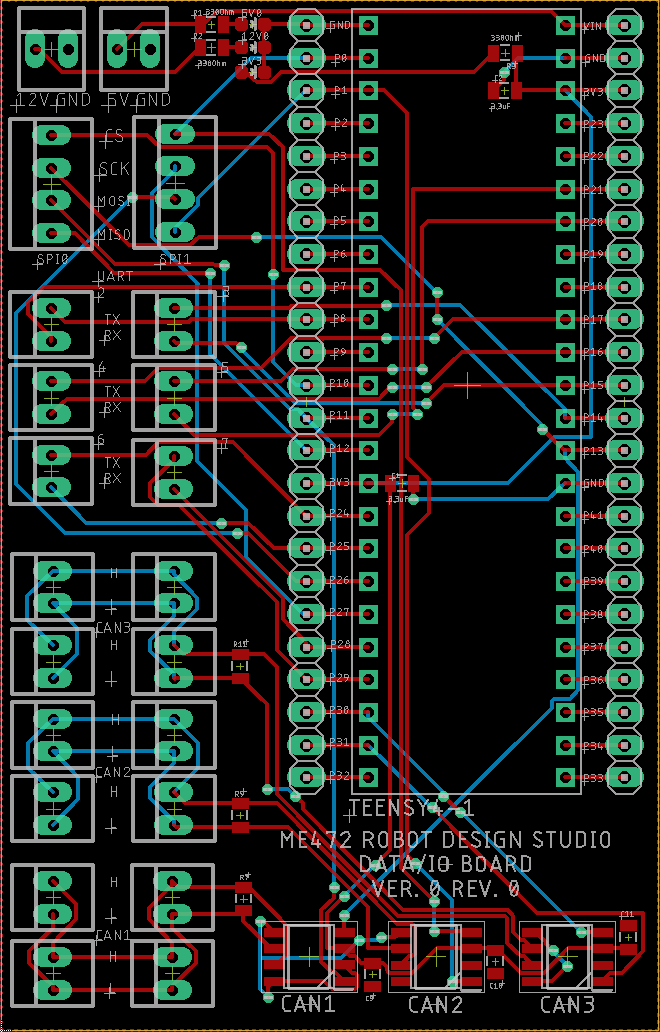 330Ohm
5V0
330Ohm
12V0
3V3
330Ohm
3.3uF
12V GND
5V GND
GND
VIN
P0
GND
P1
3V3
P2
P23
P3
P22
P4
P21
P5
P20
P6
P19
P7
P18
P8
P17
P9
P16
P10
P15
P11
P14
P12
P13
3V3
GND
P24
P41
P25
P40
P26
P39
P27
P38
P28
P37
P29
P36
P30
P35
P31
P34
P32
P33
3.3uF
CS
SCK
MOSI
MISO
SPI0
SPI1
UART
2
3
TX
RX
4
5
TX
RX
6
7
TX
RX
H
L
CAN3
H
L
R11
H
L
CAN2
H
L
R9
H
L
CAN1
H
L
TEENSY4-1
ME472 ROBOT DESIGN STUDIO
DATA/IO BOARD
VER. 0 REV. 0
C9
C10
C11
CAN1
CAN2
CAN3